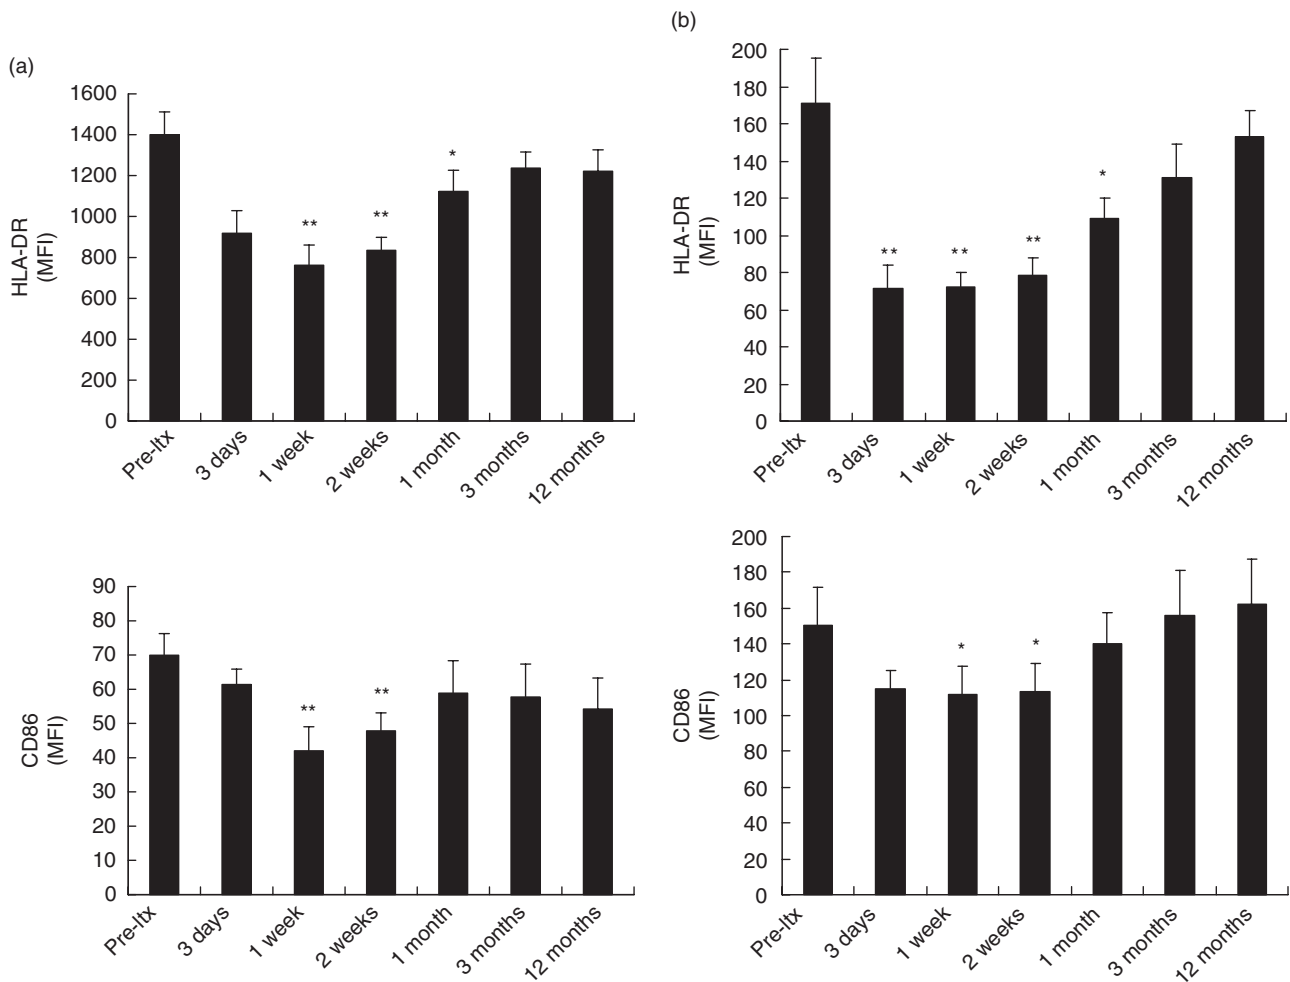 (a)
1600
1400
1200
1000
800
600
400
200
0
HLA-DR
(MFI)
**
**
*
Pre-ltx
3 days
1 week
2 weeks
1 month
3 months
12 months
90
80
70
60
50
40
30
20
10
0
CD86
(MFI)
**
**
Pre-ltx
3 days
1 week
2 weeks
1 month
3 months
12 months
(b)
200
180
160
140
120
100
80
60
40
20
0
HLA-DR
(MFI)
**
**
**
*
Pre-ltx
3 days
1 week
2 weeks
1 month
3 months
12 months
200
180
160
140
120
100
80
60
40
20
0
CD86
(MFI)
*
*
Pre-ltx
3 days
1 week
2 weeks
1 month
3 months
12 months